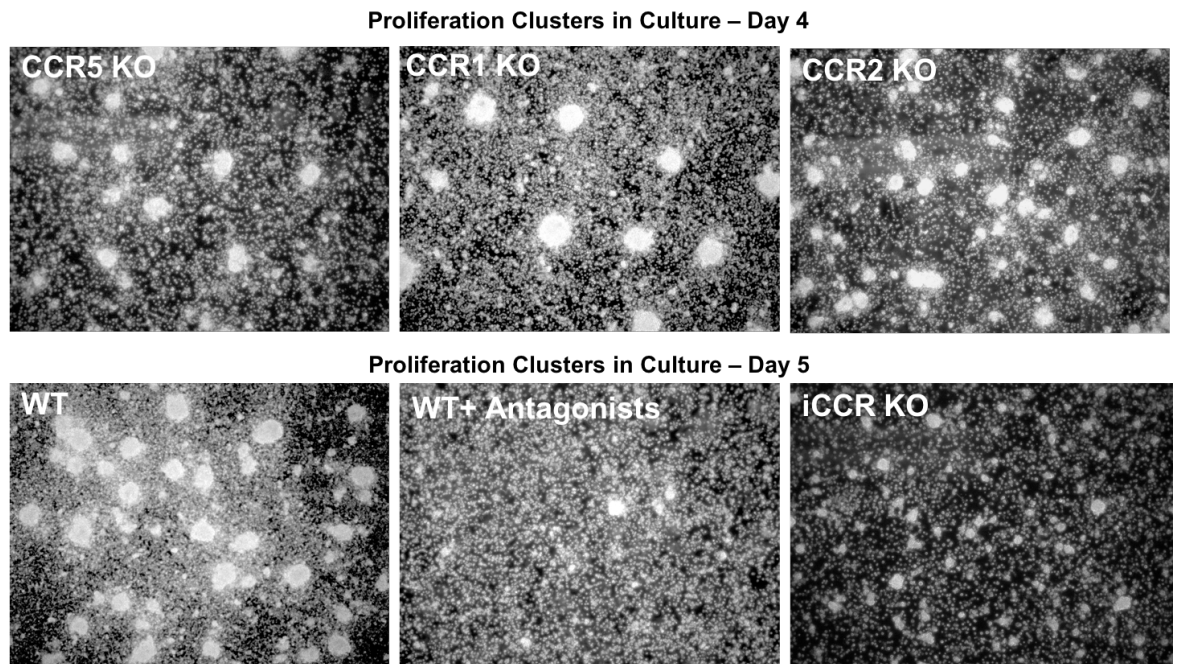 Proliferation Clusters in Culture – Day 4
CCR5 KO
CCR1 KO
CCR2 KO
Proliferation Clusters in Culture – Day 5
WT
WT+ Antagonists
iCCR KO